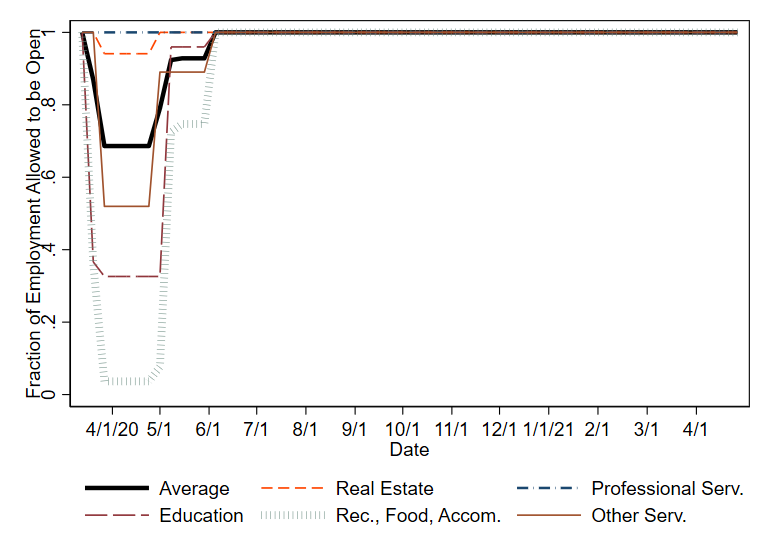 Fraction of Employment Allowed to be Open
1
.8
.6
.4
.2
0
4/1/20 5/1 6/1 7/1 8/1 9/1 10/1 11/1 12/1 1/1/21 2/1 3/1 4/1
Date
Average Real Estate Professional Serv.
Education Rec., Food, Accom. Other Serv.